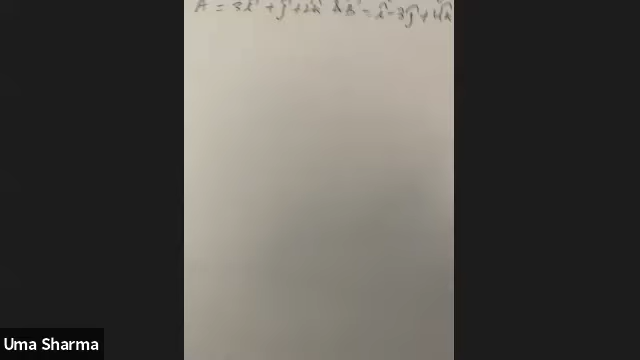 A = 3î + ĵ + 2k̂ & B = î - 3ĵ + 4k̂
Uma Sharma